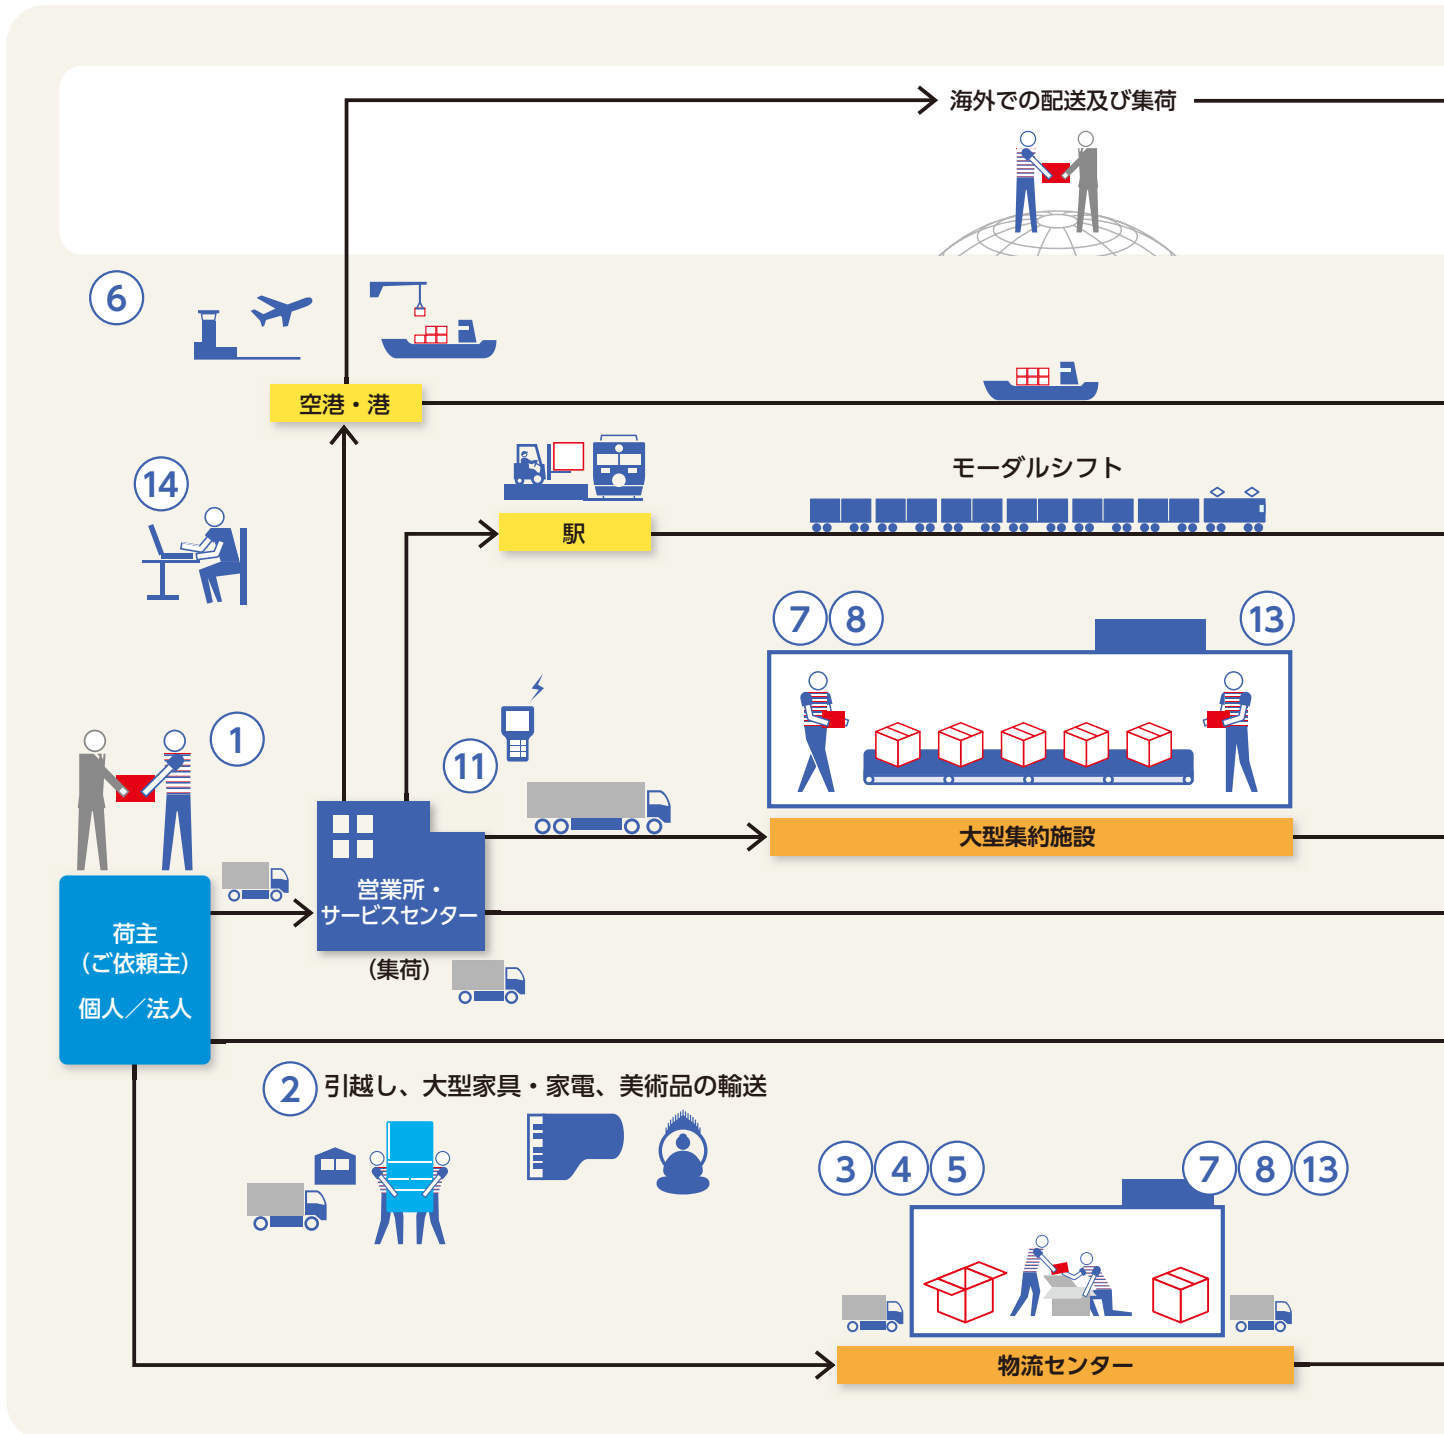 海外での配送及び集荷
6
空港・港
14
モーダルシフト
駅
7 8
13
1
11
大型集約施設
営業所・
サービスセンター
（集荷）
荷主
（ご依頼主）
個人／法人
2 引越し、大型家具・家電、美術品の輸送
3 4 5
7 8 13
物流センター